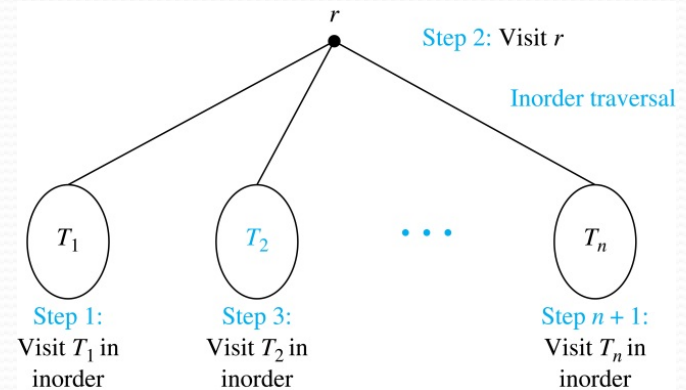 r
Step 2: Visit r
Inorder traversal
T₁
T₂
• • •
Tₙ
Step 1:
Visit T₁ in
inorder
Step 3:
Visit T₂ in
inorder
Step n + 1:
Visit Tₙ in
inorder